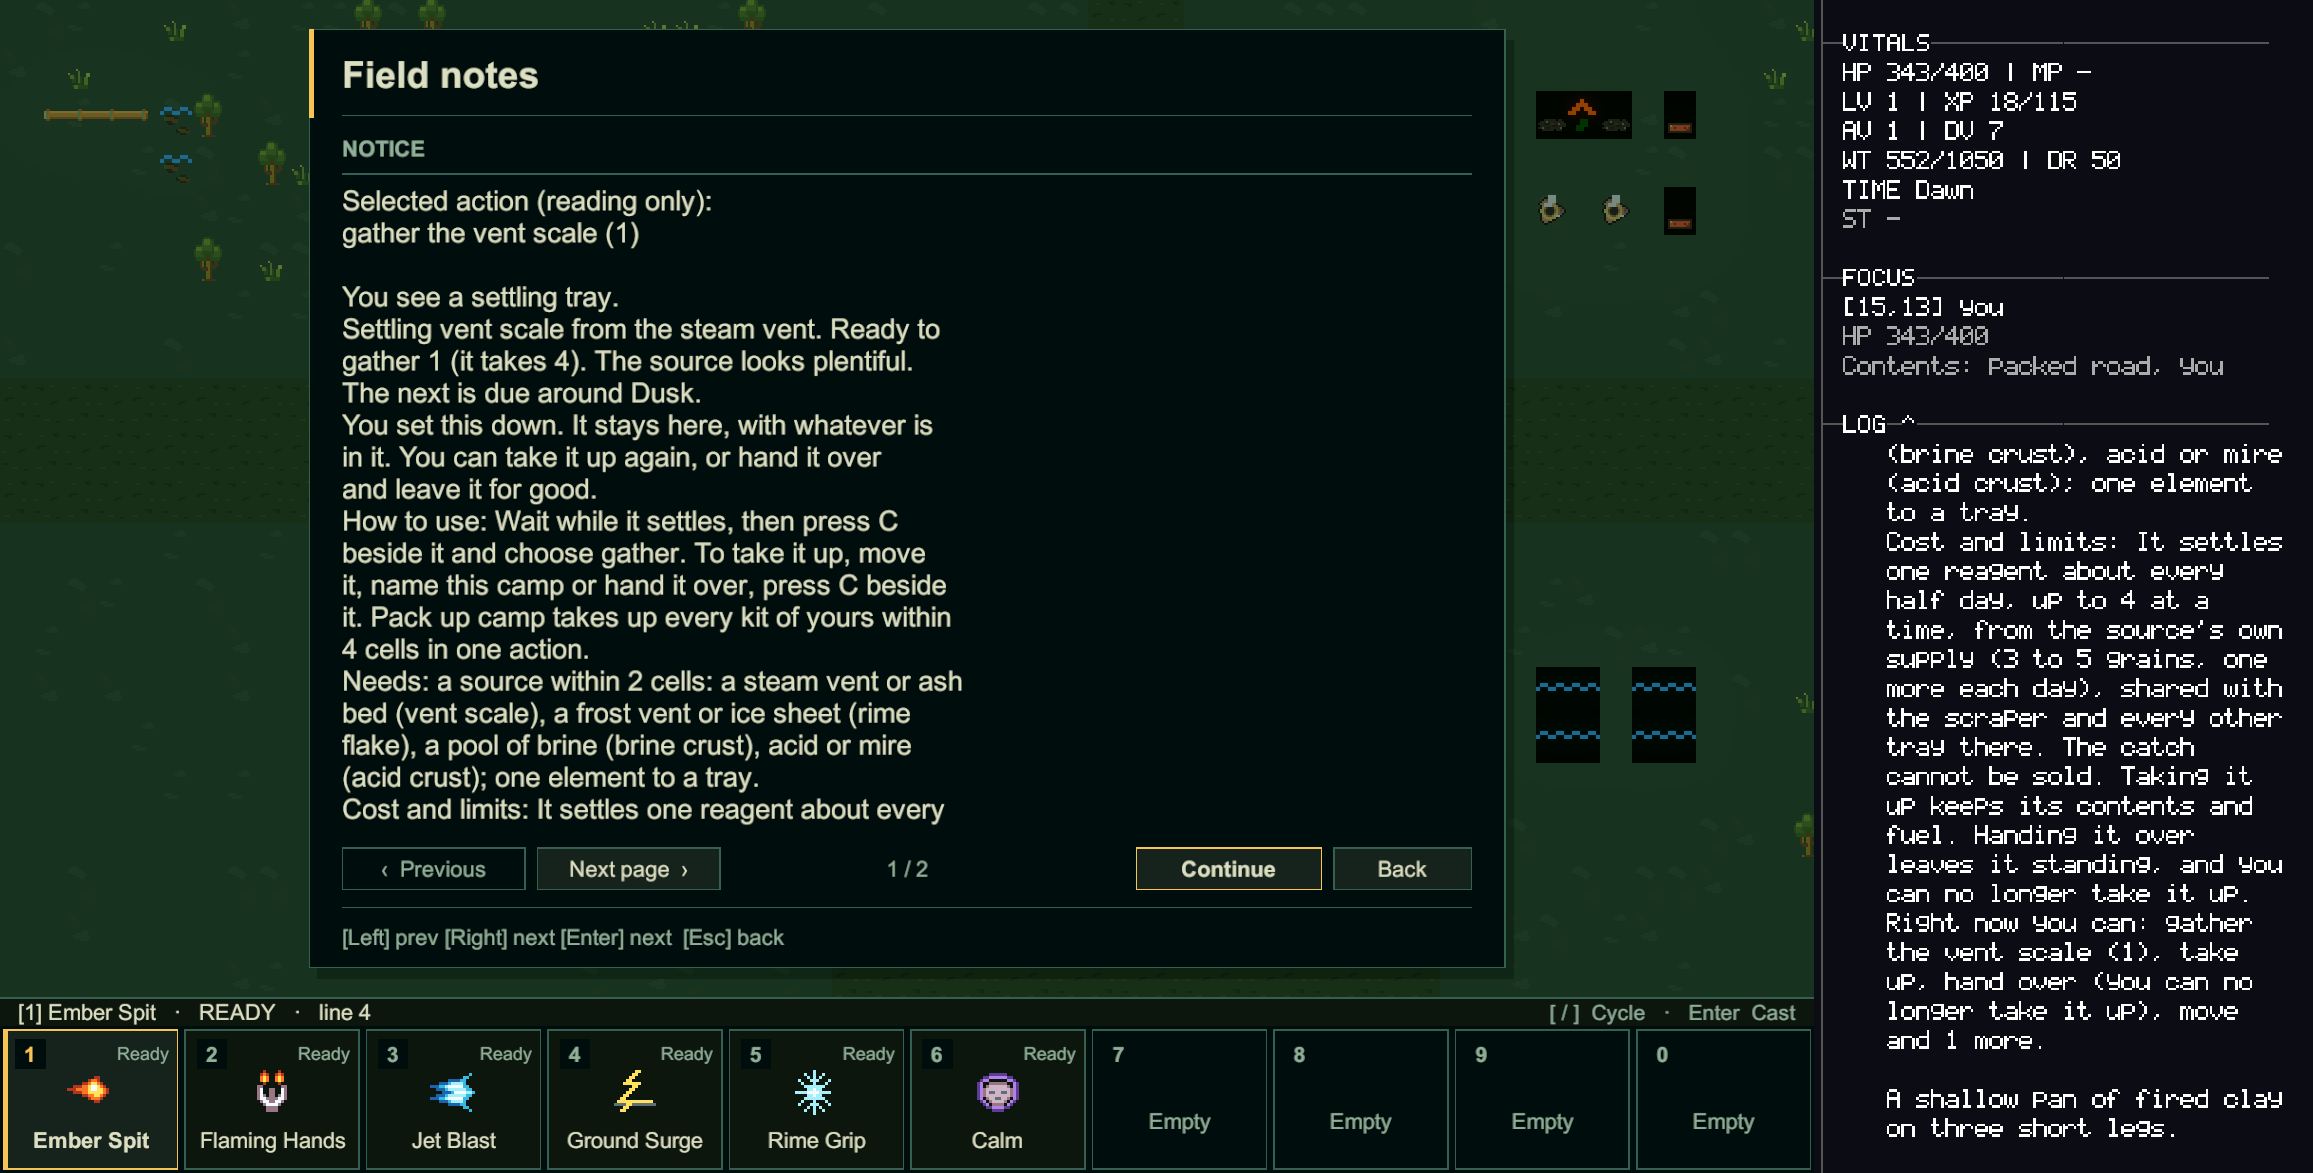 Field notes
NOTICE
Selected action (reading only):
gather the vent scale (1)
You see a settling tray.
Settling vent scale from the steam vent. Ready to
gather 1 (it takes 4). The source looks plentiful.
The next is due around Dusk.
You set this down. It stays here, with whatever is
in it. You can take it up again, or hand it over
and leave it for good.
How to use: Wait while it settles, then press C
beside it and choose gather. To take it up, move
it, name this camp or hand it over, press C beside
it. Pack up camp takes up every kit of yours within
4 cells in one action.
Needs: a source within 2 cells: a steam vent or ash
bed (vent scale), a frost vent or ice sheet (rime
flake), a pool of brine (brine crust), acid or mire
(acid crust); one element to a tray.
Cost and limits: It settles one reagent about every
‹ Previous
Next page ›
1 / 2
Continue
Back
[Left] prev [Right] next [Enter] next [Esc] back
[1] Ember Spit · READY · line 4
[ / ] Cycle · Enter Cast
1 Ready
Ember Spit
2 Ready
Flaming Hands
3 Ready
Jet Blast
4 Ready
Ground Surge
5 Ready
Rime Grip
6 Ready
Calm
7
Empty
8
Empty
9
Empty
0
Empty
VITALS
HP 343/400 | MP -
LV 1 | XP 18/115
AV 1 | DV 7
WT 552/1050 | DR 50
TIME Dawn
ST -
FOCUS
[15,13] You
HP 343/400
Contents: Packed road, You
LOG ^
(brine crust), acid or mire
(acid crust); one element
to a tray.
Cost and limits: It settles
one reagent about every
half day, up to 4 at a
time, from the source's own
supply (3 to 5 grains, one
more each day), shared with
the scraper and every other
tray there. The catch
cannot be sold. Taking it
up keeps its contents and
fuel. Handing it over
leaves it standing, and you
can no longer take it up.
Right now you can: gather
the vent scale (1), take
up, hand over (you can no
longer take it up), move
and 1 more.
A shallow pan of fired clay
on three short legs.